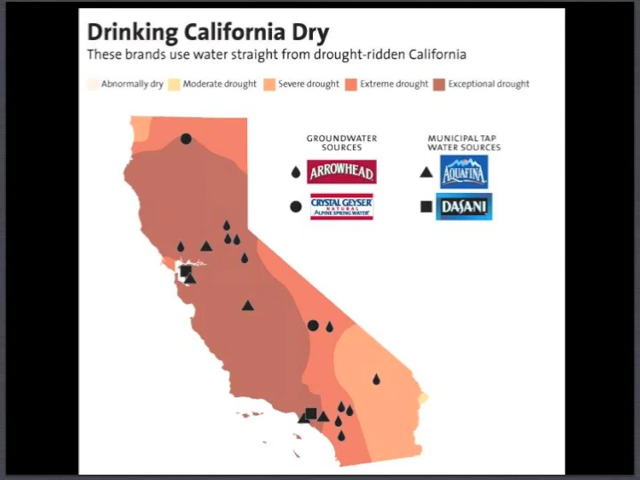 Drinking California Dry
These brands use water straight from drought-ridden California
Abnormally dry Moderate drought Severe drought Extreme drought Exceptional drought
GROUNDWATER
SOURCES
MUNICIPAL TAP
WATER SOURCES
ARROWHEAD
AQUAFINA
CRYSTAL GEYSER
NATURAL
ALPINE SPRING WATER
DASANI